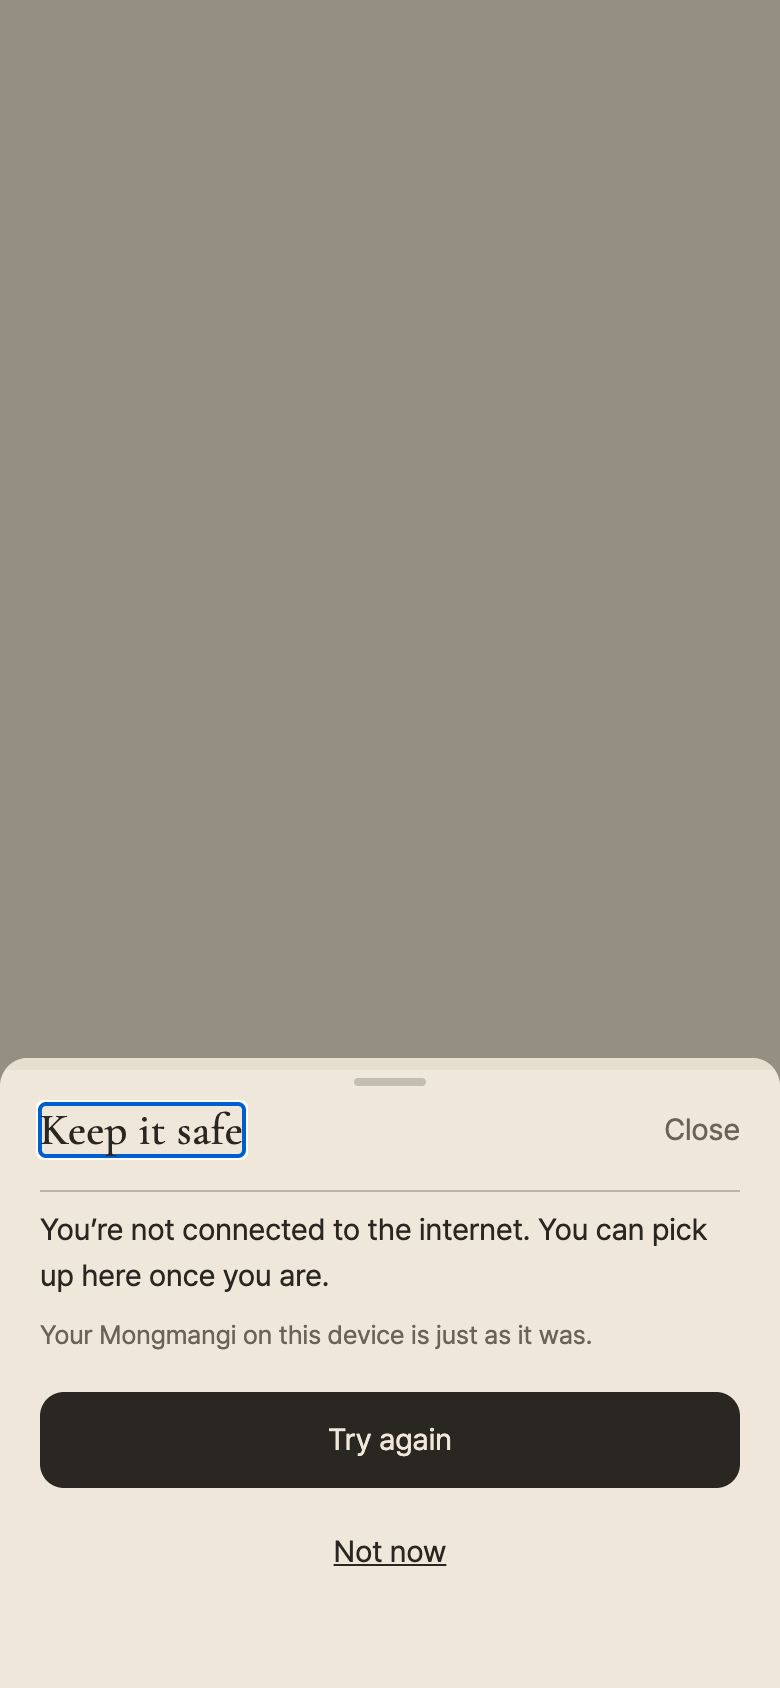 Keep it safe
Close
You’re not connected to the internet. You can pick
up here once you are.
Your Mongmangi on this device is just as it was.
Try again
Not now